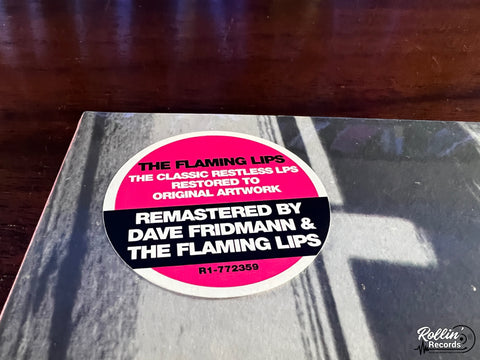 THE FLAMING LIPS
THE CLASSIC RESTLESS LPS
RESTORED TO
ORIGINAL ARTWORK
REMASTERED BY
DAVE FRIDMANN &
THE FLAMING LIPS
R1-772359
Rollin'
Records